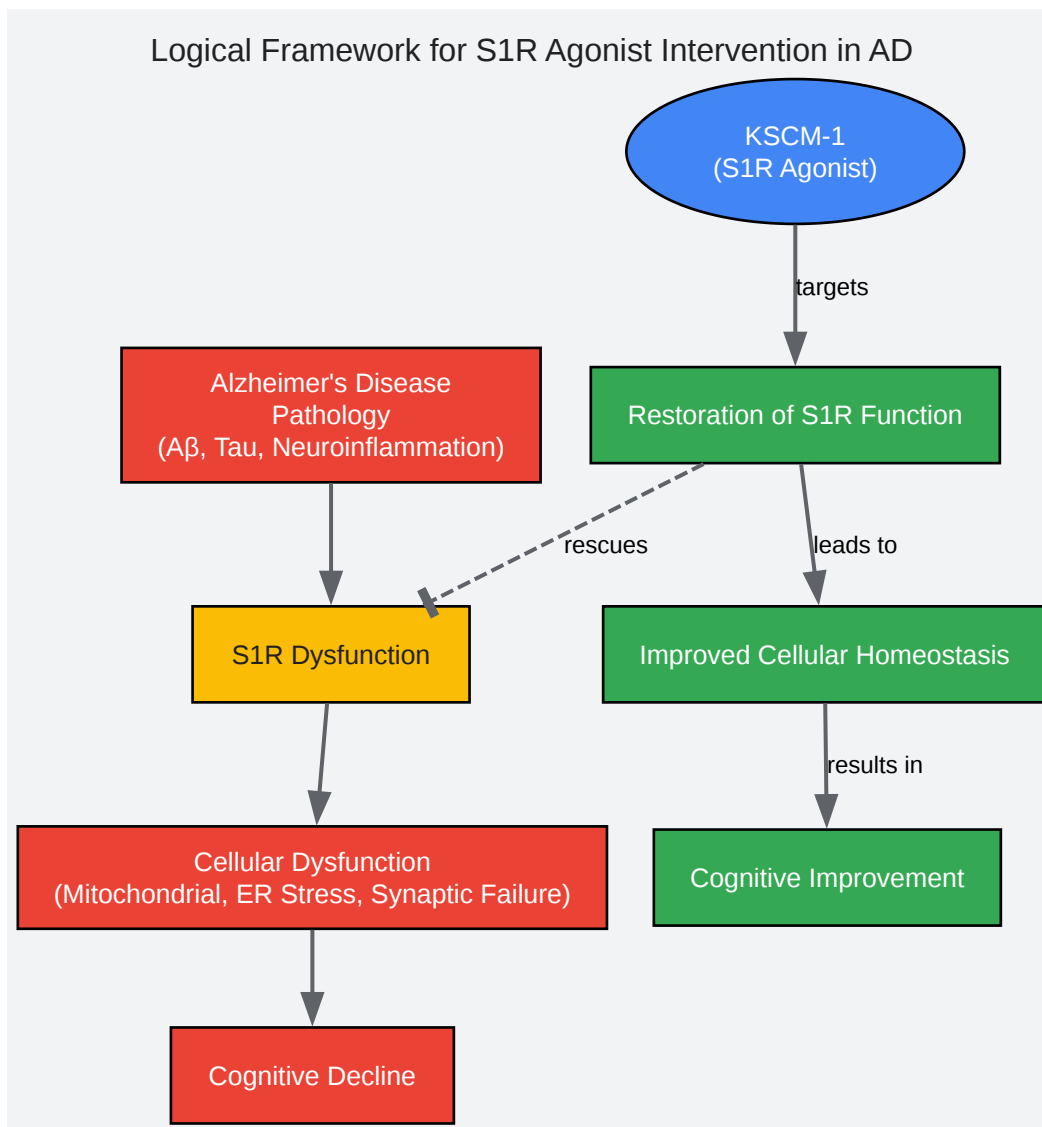 Logical Framework for S1R Agonist Intervention in AD
KSCM-1
(S1R Agonist)
targets
Alzheimer's Disease
Pathology
(Aβ, Tau, Neuroinflammation)
Restoration of S1R Function
rescues
leads to
S1R Dysfunction
Improved Cellular Homeostasis
results in
Cellular Dysfunction
(Mitochondrial, ER Stress, Synaptic Failure)
Cognitive Improvement
Cognitive Decline